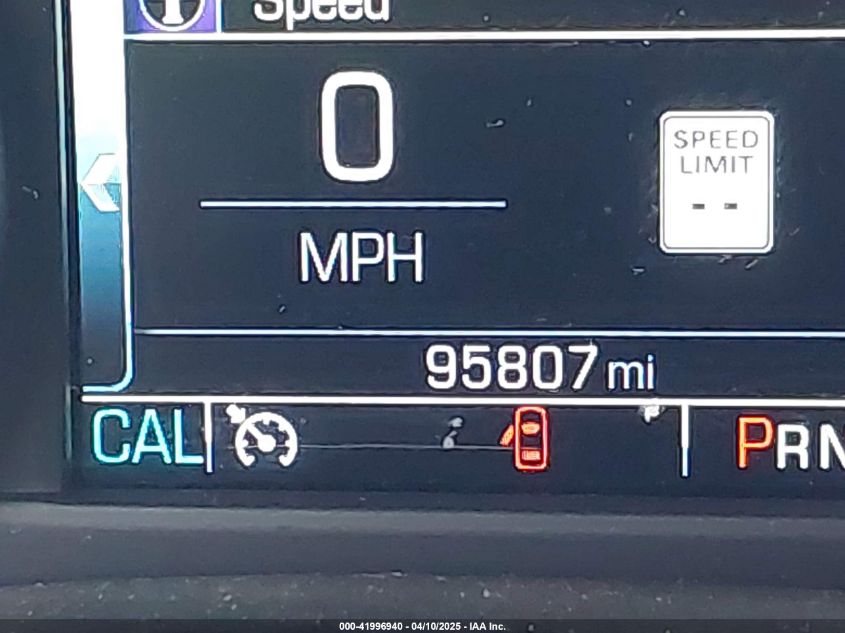 Speed
0
SPEED
LIMIT
- -
MPH
95807 mi
CAL
PRN
000-41996940 - 04/10/2025 - IAA Inc.